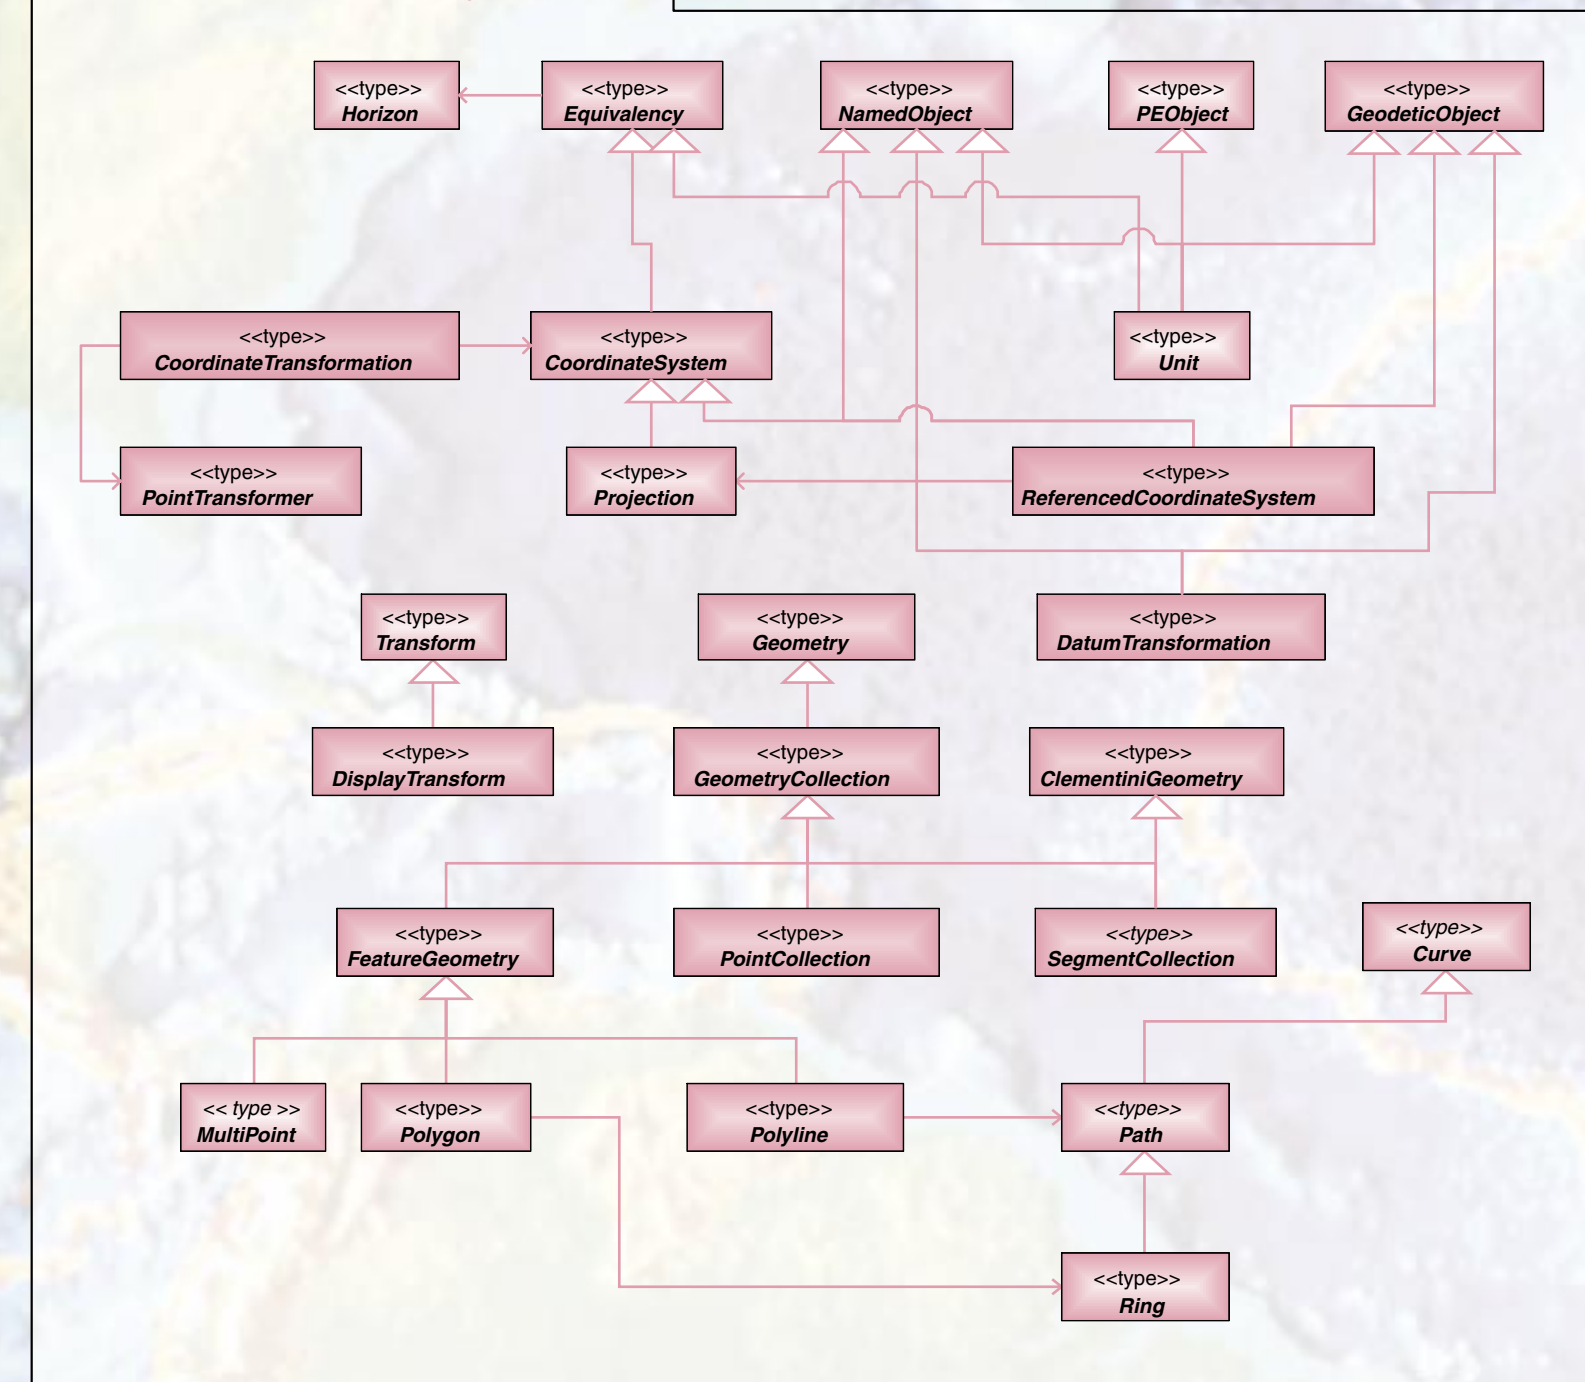 <<type>>
Horizon
<<type>>
Equivalency
<<type>>
NamedObject
<<type>>
PEObject
<<type>>
GeodeticObject
<<type>>
CoordinateTransformation
<<type>>
CoordinateSystem
<<type>>
Unit
<<type>>
PointTransformer
<<type>>
Projection
<<type>>
ReferencedCoordinateSystem
<<type>>
Transform
<<type>>
Geometry
<<type>>
DatumTransformation
<<type>>
DisplayTransform
<<type>>
GeometryCollection
<<type>>
ClementiniGeometry
<<type>>
FeatureGeometry
<<type>>
PointCollection
<<type>>
SegmentCollection
<<type>>
Curve
<< type >>
MultiPoint
<<type>>
Polygon
<<type>>
Polyline
<<type>>
Path
<<type>>
Ring